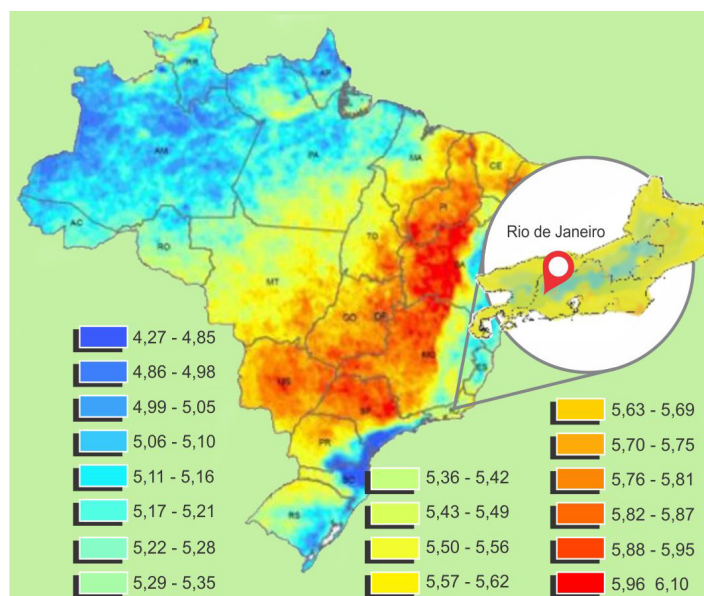 RR
AP
AM
PA
MA
CE
PI
AC
RO
TO
BA
MT
GO
DF
MG
ES
MS
SP
PR
SC
RS
Rio de Janeiro
4,27 - 4,85
4,86 - 4,98
4,99 - 5,05
5,06 - 5,10
5,11 - 5,16
5,17 - 5,21
5,22 - 5,28
5,29 - 5,35
5,36 - 5,42
5,43 - 5,49
5,50 - 5,56
5,57 - 5,62
5,63 - 5,69
5,70 - 5,75
5,76 - 5,81
5,82 - 5,87
5,88 - 5,95
5,96 6,10